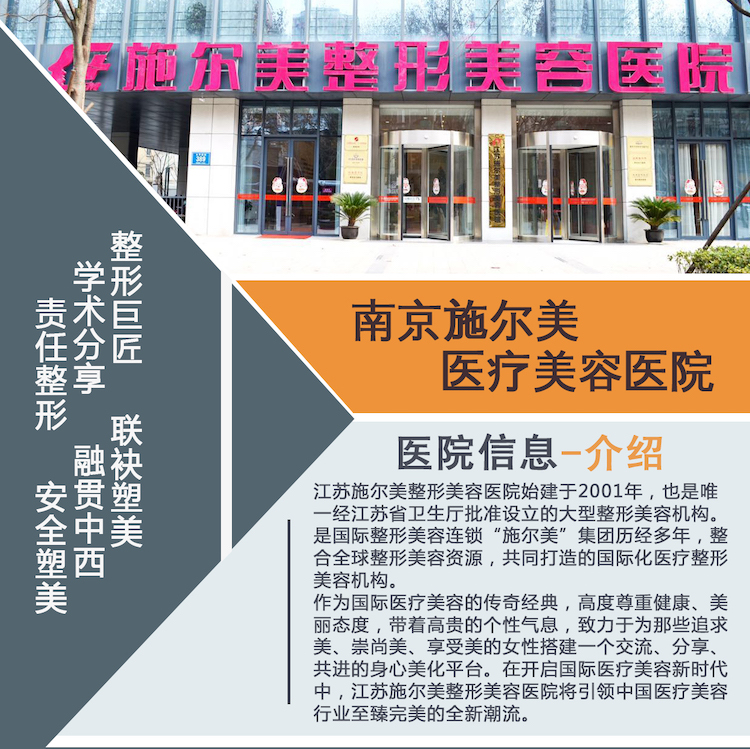 施尔美整形美容医院
389
南京施尔美
医疗美容医院
整形巨匠 联袂塑美
学术分享 融贯中西
责任整形 安全塑美
医院信息-介绍
江苏施尔美整形美容医院始建于2001年，也是唯
一经江苏省卫生厅批准设立的大型整形美容机构。
是国际整形美容连锁“施尔美”集团历经多年，整
合全球整形美容资源，共同打造的国际化医疗整形
美容机构。
作为国际医疗美容的传奇经典，高度尊重健康、美
丽态度，带着高贵的个性气息，致力于为那些追求
美、崇尚美、享受美的女性搭建一个交流、分享、
共进的身心美化平台。在开启国际医疗美容新时代
中，江苏施尔美整形美容医院将引领中国医疗美容
行业至臻完美的全新潮流。